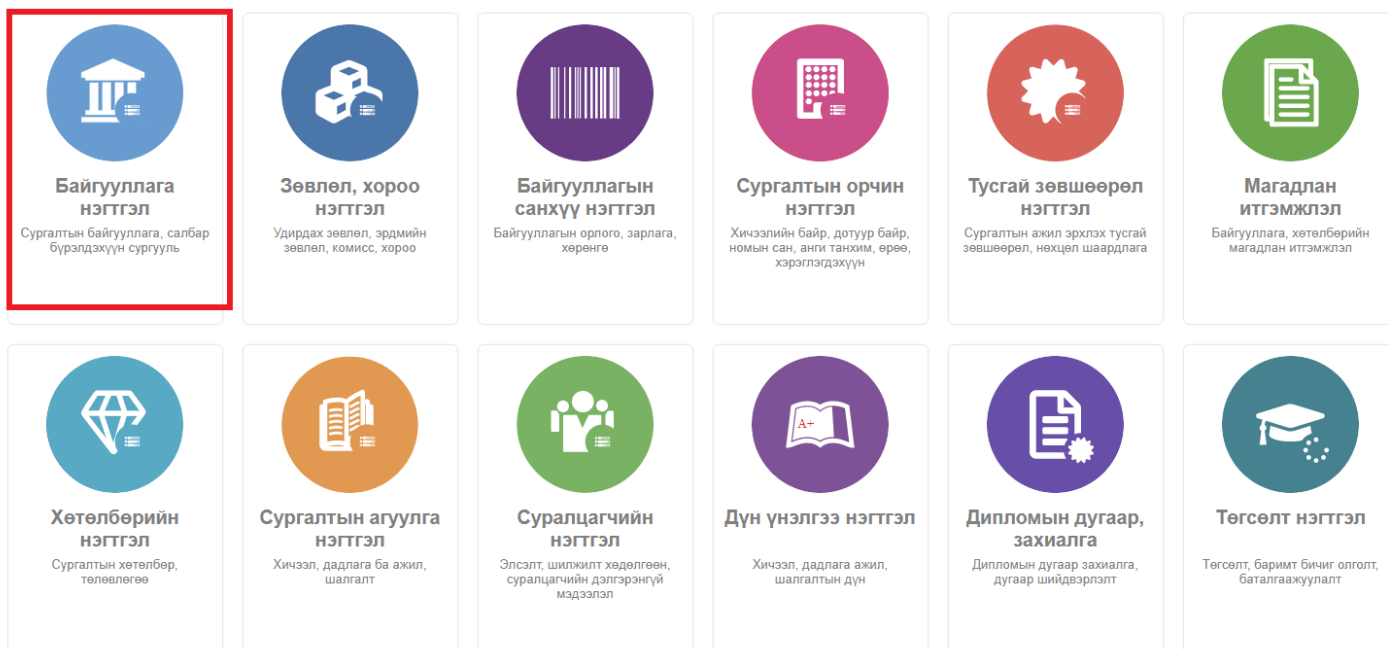 Байгууллага
нэгтгэл
Сургалтын байгууллага, салбар
бүрэлдэхүүн сургууль
Зөвлөл, хороо
нэгтгэл
Удирдах зөвлөл, эрдмийн
зөвлөл, комисс, хороо
Байгууллагын
санхүү нэгтгэл
Байгууллагын орлого, зарлага,
хөрөнгө
Сургалтын орчин
нэгтгэл
Хичээлийн байр, дотуур байр,
номын сан, анги танхим, өрөө,
хэрэглэгдэхүүн
Тусгай зөвшөөрөл
нэгтгэл
Сургалтын ажил эрхлэх тусгай
зөвшөөрөл, нөхцөл шаардлага
Магадлан
итгэмжлэл
Байгууллага, хөтөлбөрийн
магадлан итгэмжлэл
Хөтөлбөрийн
нэгтгэл
Сургалтын хөтөлбөр,
төлөвлөгөө
Сургалтын агуулга
нэгтгэл
Хичээл, дадлага ба ажил,
шалгалт
Суралцагчийн
нэгтгэл
Элсэлт, шилжилт хөдөлгөөн,
суралцагчийн дэлгэрэнгүй
мэдээлэл
A+
Дүн үнэлгээ нэгтгэл
Хичээл, дадлага ажил,
шалгалтын дүн
Дипломын дугаар,
захиалга
Дипломын дугаар захиалга,
дугаар шийдвэрлэлт
Төгсөлт нэгтгэл
Төгсөлт, баримт бичиг олголт,
баталгаажуулалт